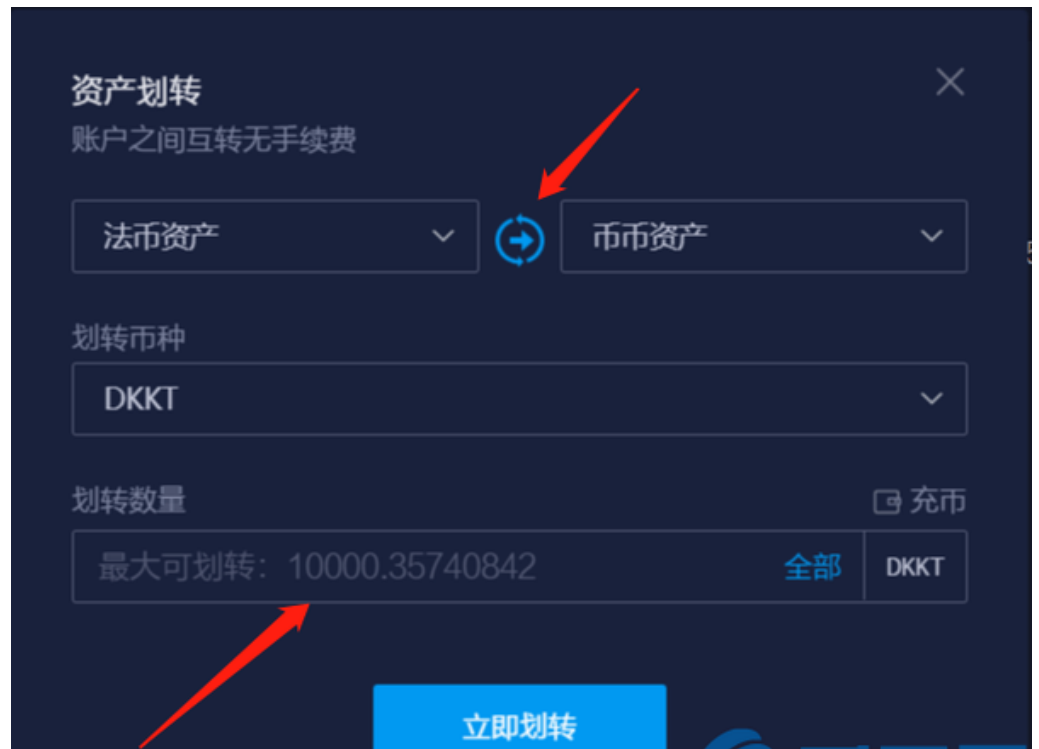 资产划转
账户之间互转无手续费
法币资产 币币资产
划转币种
DKKT
划转数量 充币
最大可划转：10000.35740842 全部 DKKT
立即划转